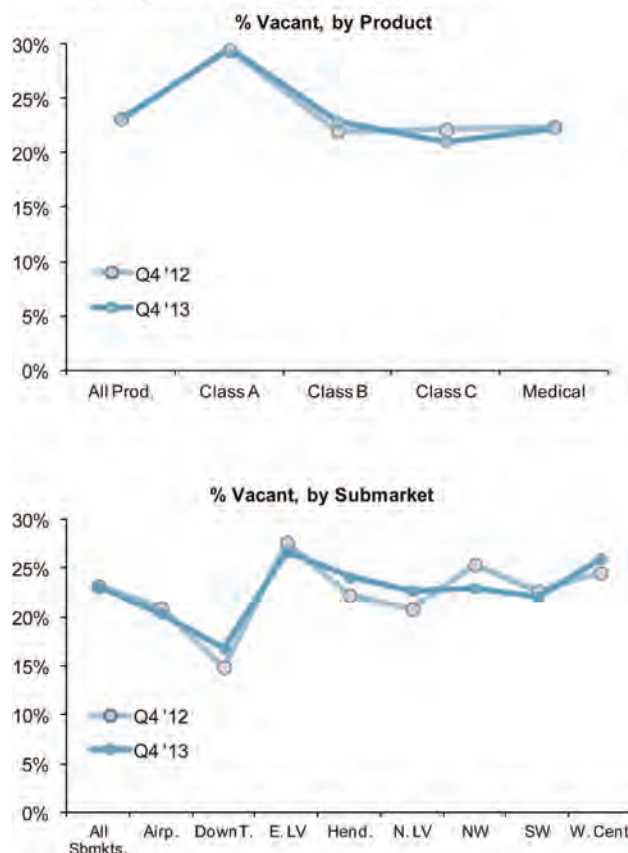 % Vacant, by Product
30%
25%
20%
15%
10%
5%
0%
Q4 '12
Q4 '13
All Prod.
Class A
Class B
Class C
Medical
% Vacant, by Submarket
30%
25%
20%
15%
10%
5%
0%
Q4 '12
Q4 '13
All
Sbmkts.
Airp.
DownT.
E. LV
Hend.
N. LV
NW
SW
W. Cent